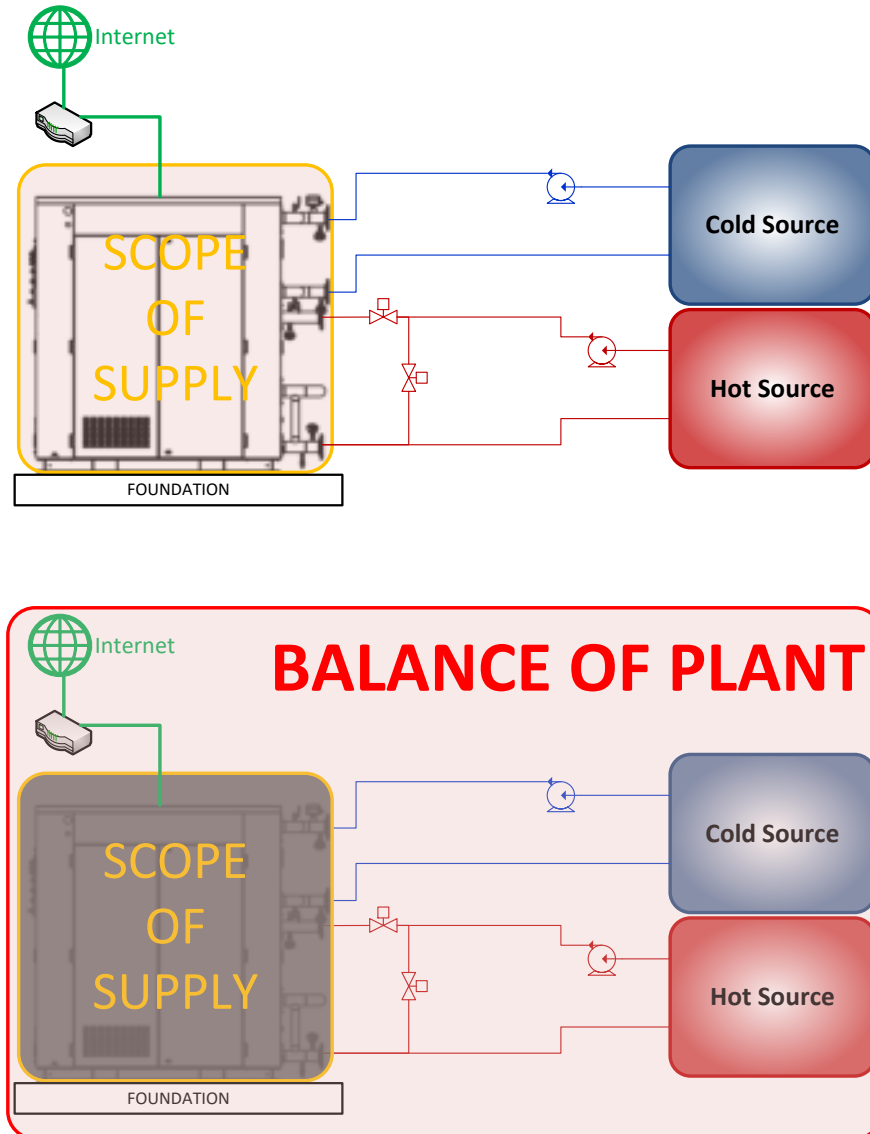 Internet
Cold Source
SCOPE
OF
SUPPLY
Hot Source
FOUNDATION
Internet
BALANCE OF PLANT
Cold Source
SCOPE
OF
SUPPLY
Hot Source
FOUNDATION